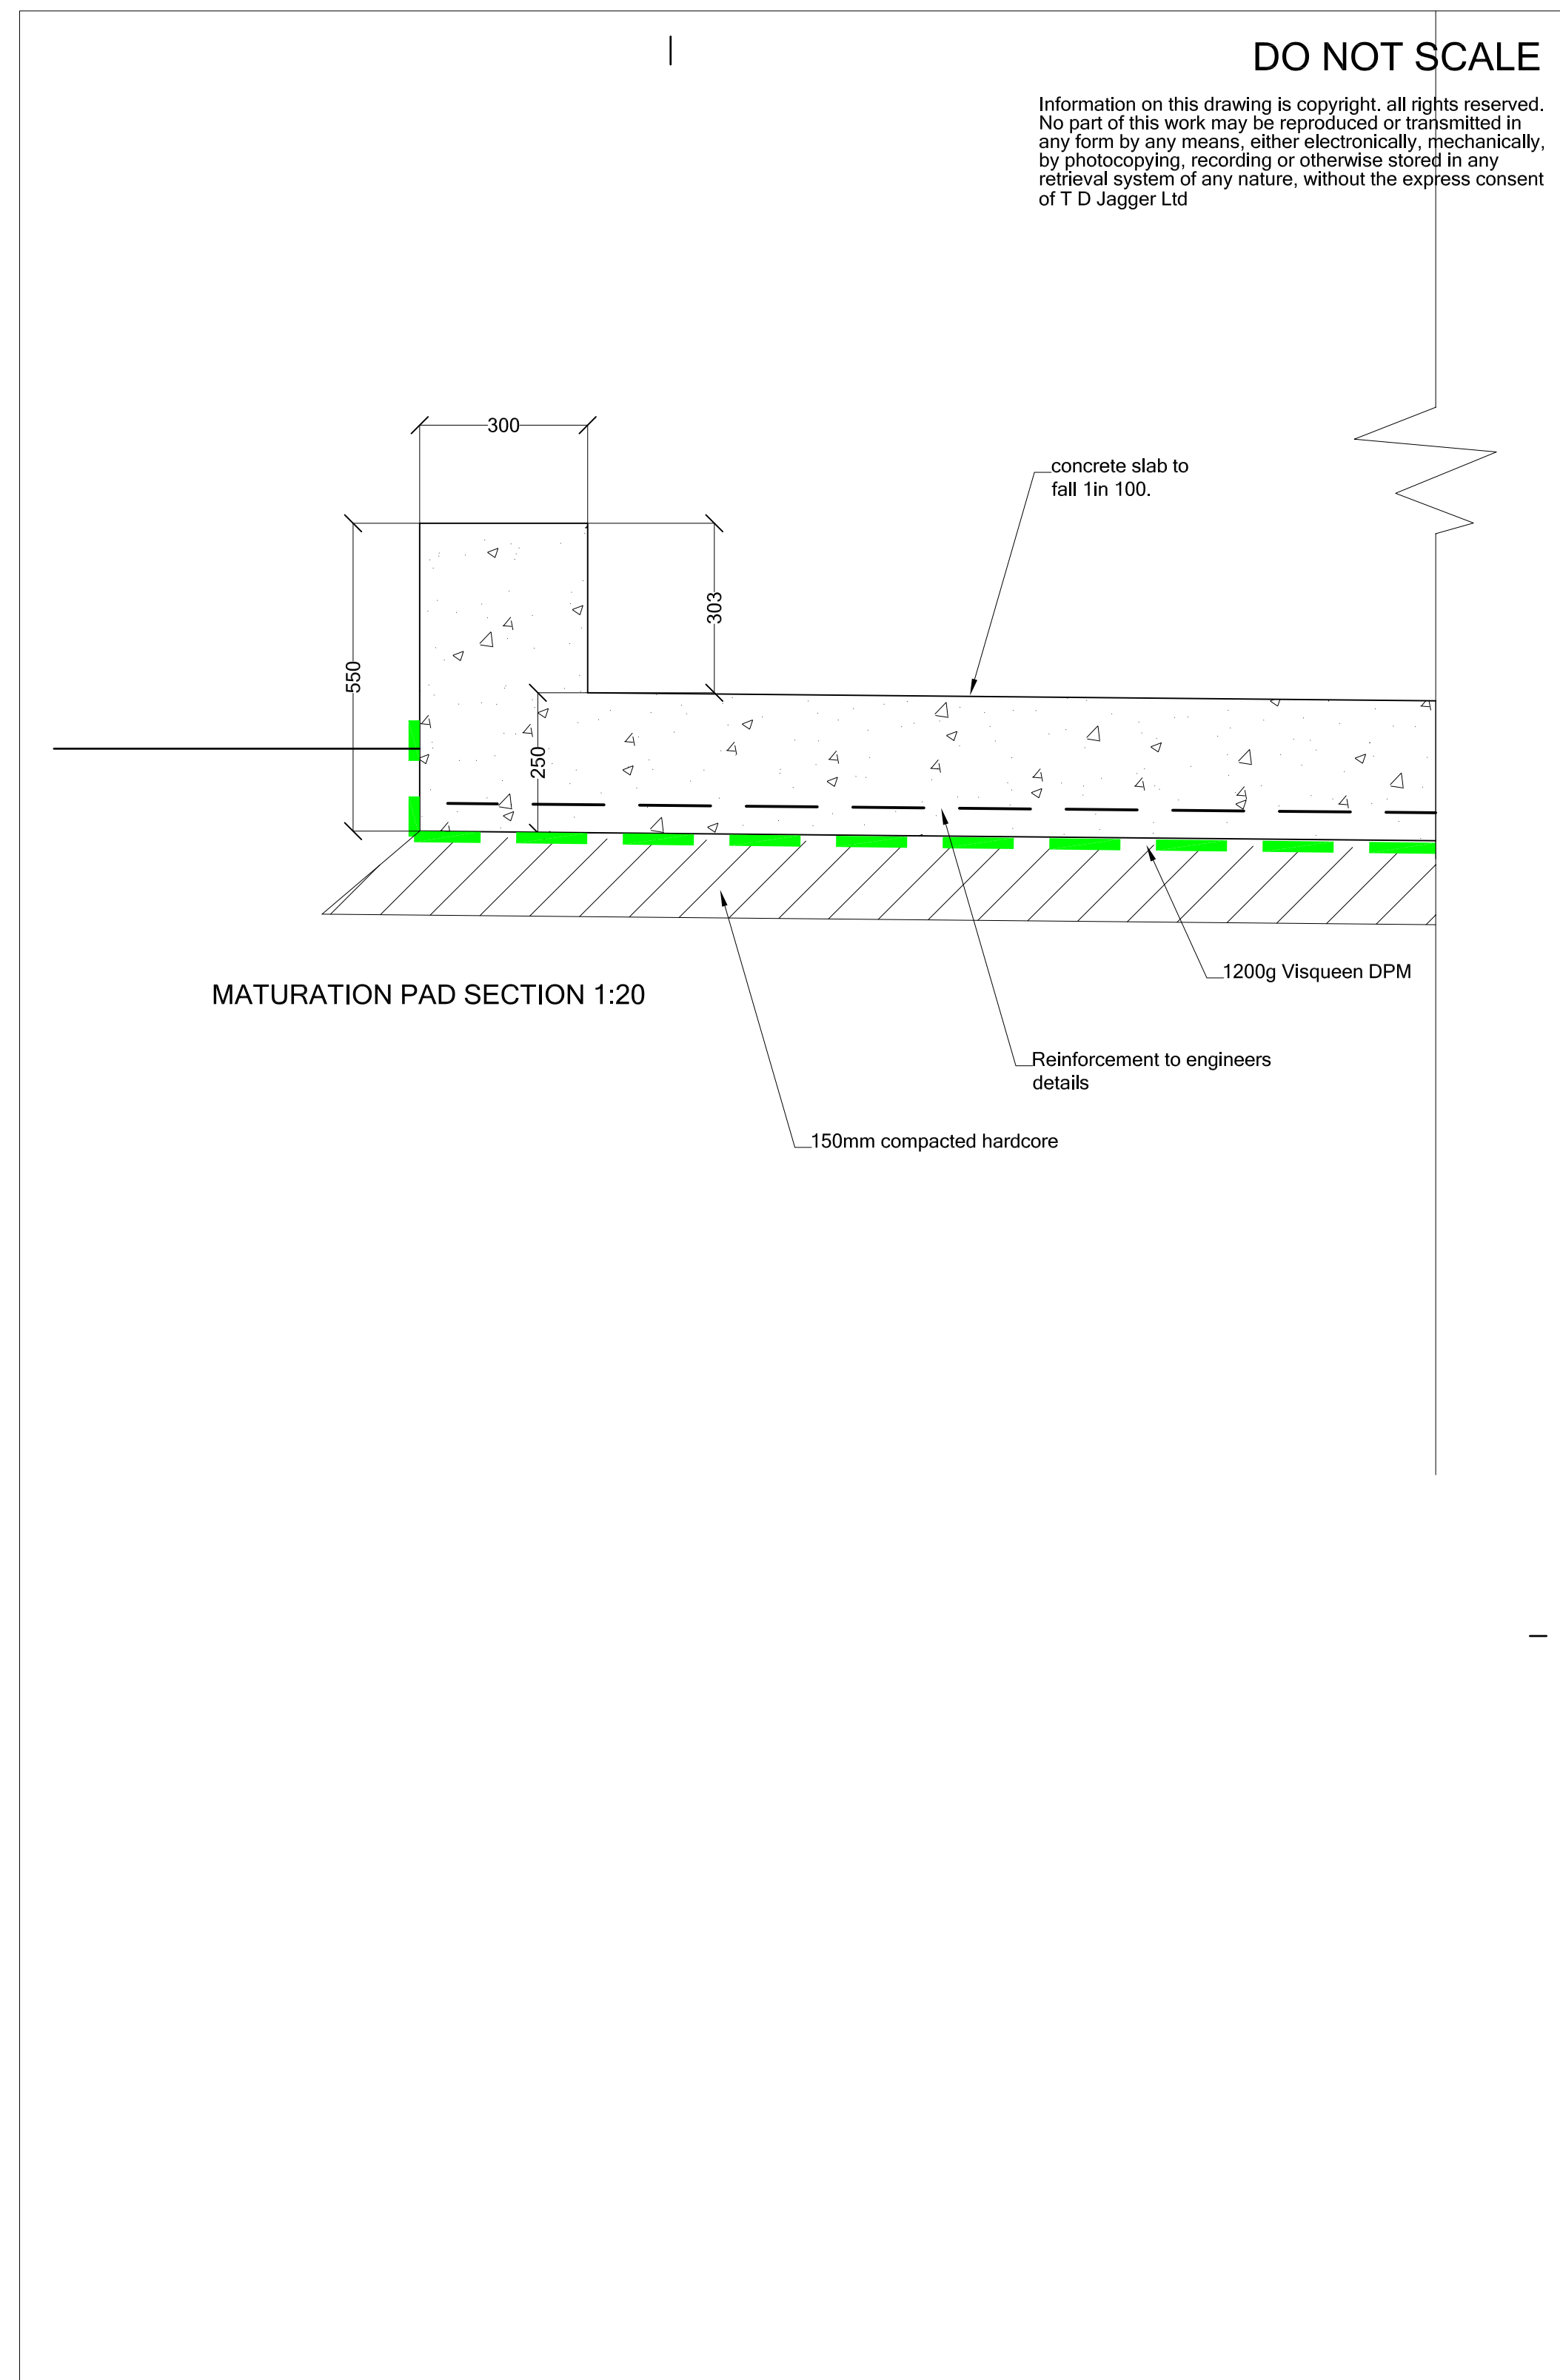 DO NOT SCALE
Information on this drawing is copyright. all rights reserved.
No part of this work may be reproduced or transmitted in
any form by any means, either electronically, mechanically,
by photocopying, recording or otherwise stored in any
retrieval system of any nature, without the express consent
of T D Jagger Ltd
300
concrete slab to
fall 1in 100.
303
550
250
1200g Visqueen DPM
MATURATION PAD SECTION 1:20
Reinforcement to engineers
details
150mm compacted hardcore